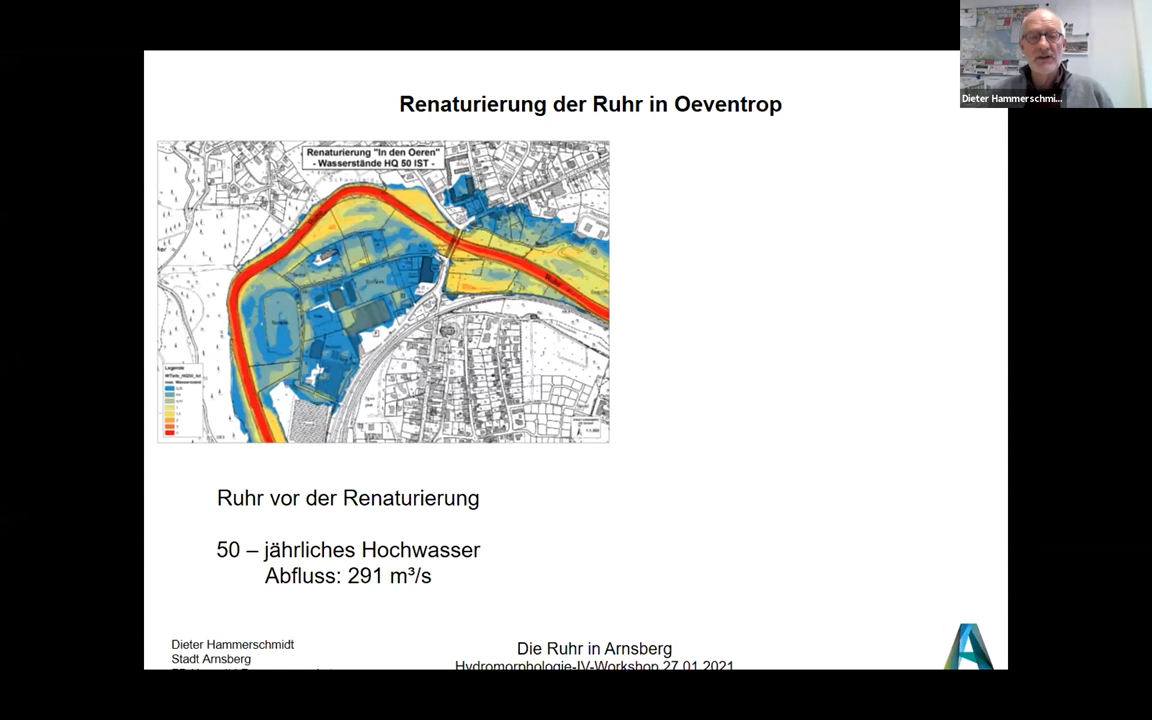 Dieter Hammerschmi...
Renaturierung der Ruhr in Oeventrop
Renaturierung "In den Oeren"
- Wasserstände HQ 50 IST -
Legende
Ruhr vor der Renaturierung
50 – jährliches Hochwasser
Abfluss: 291 m³/s
Dieter Hammerschmidt
Stadt Arnsberg
Die Ruhr in Arnsberg
Hydromorphologie-IV-Workshop 27.01.2021